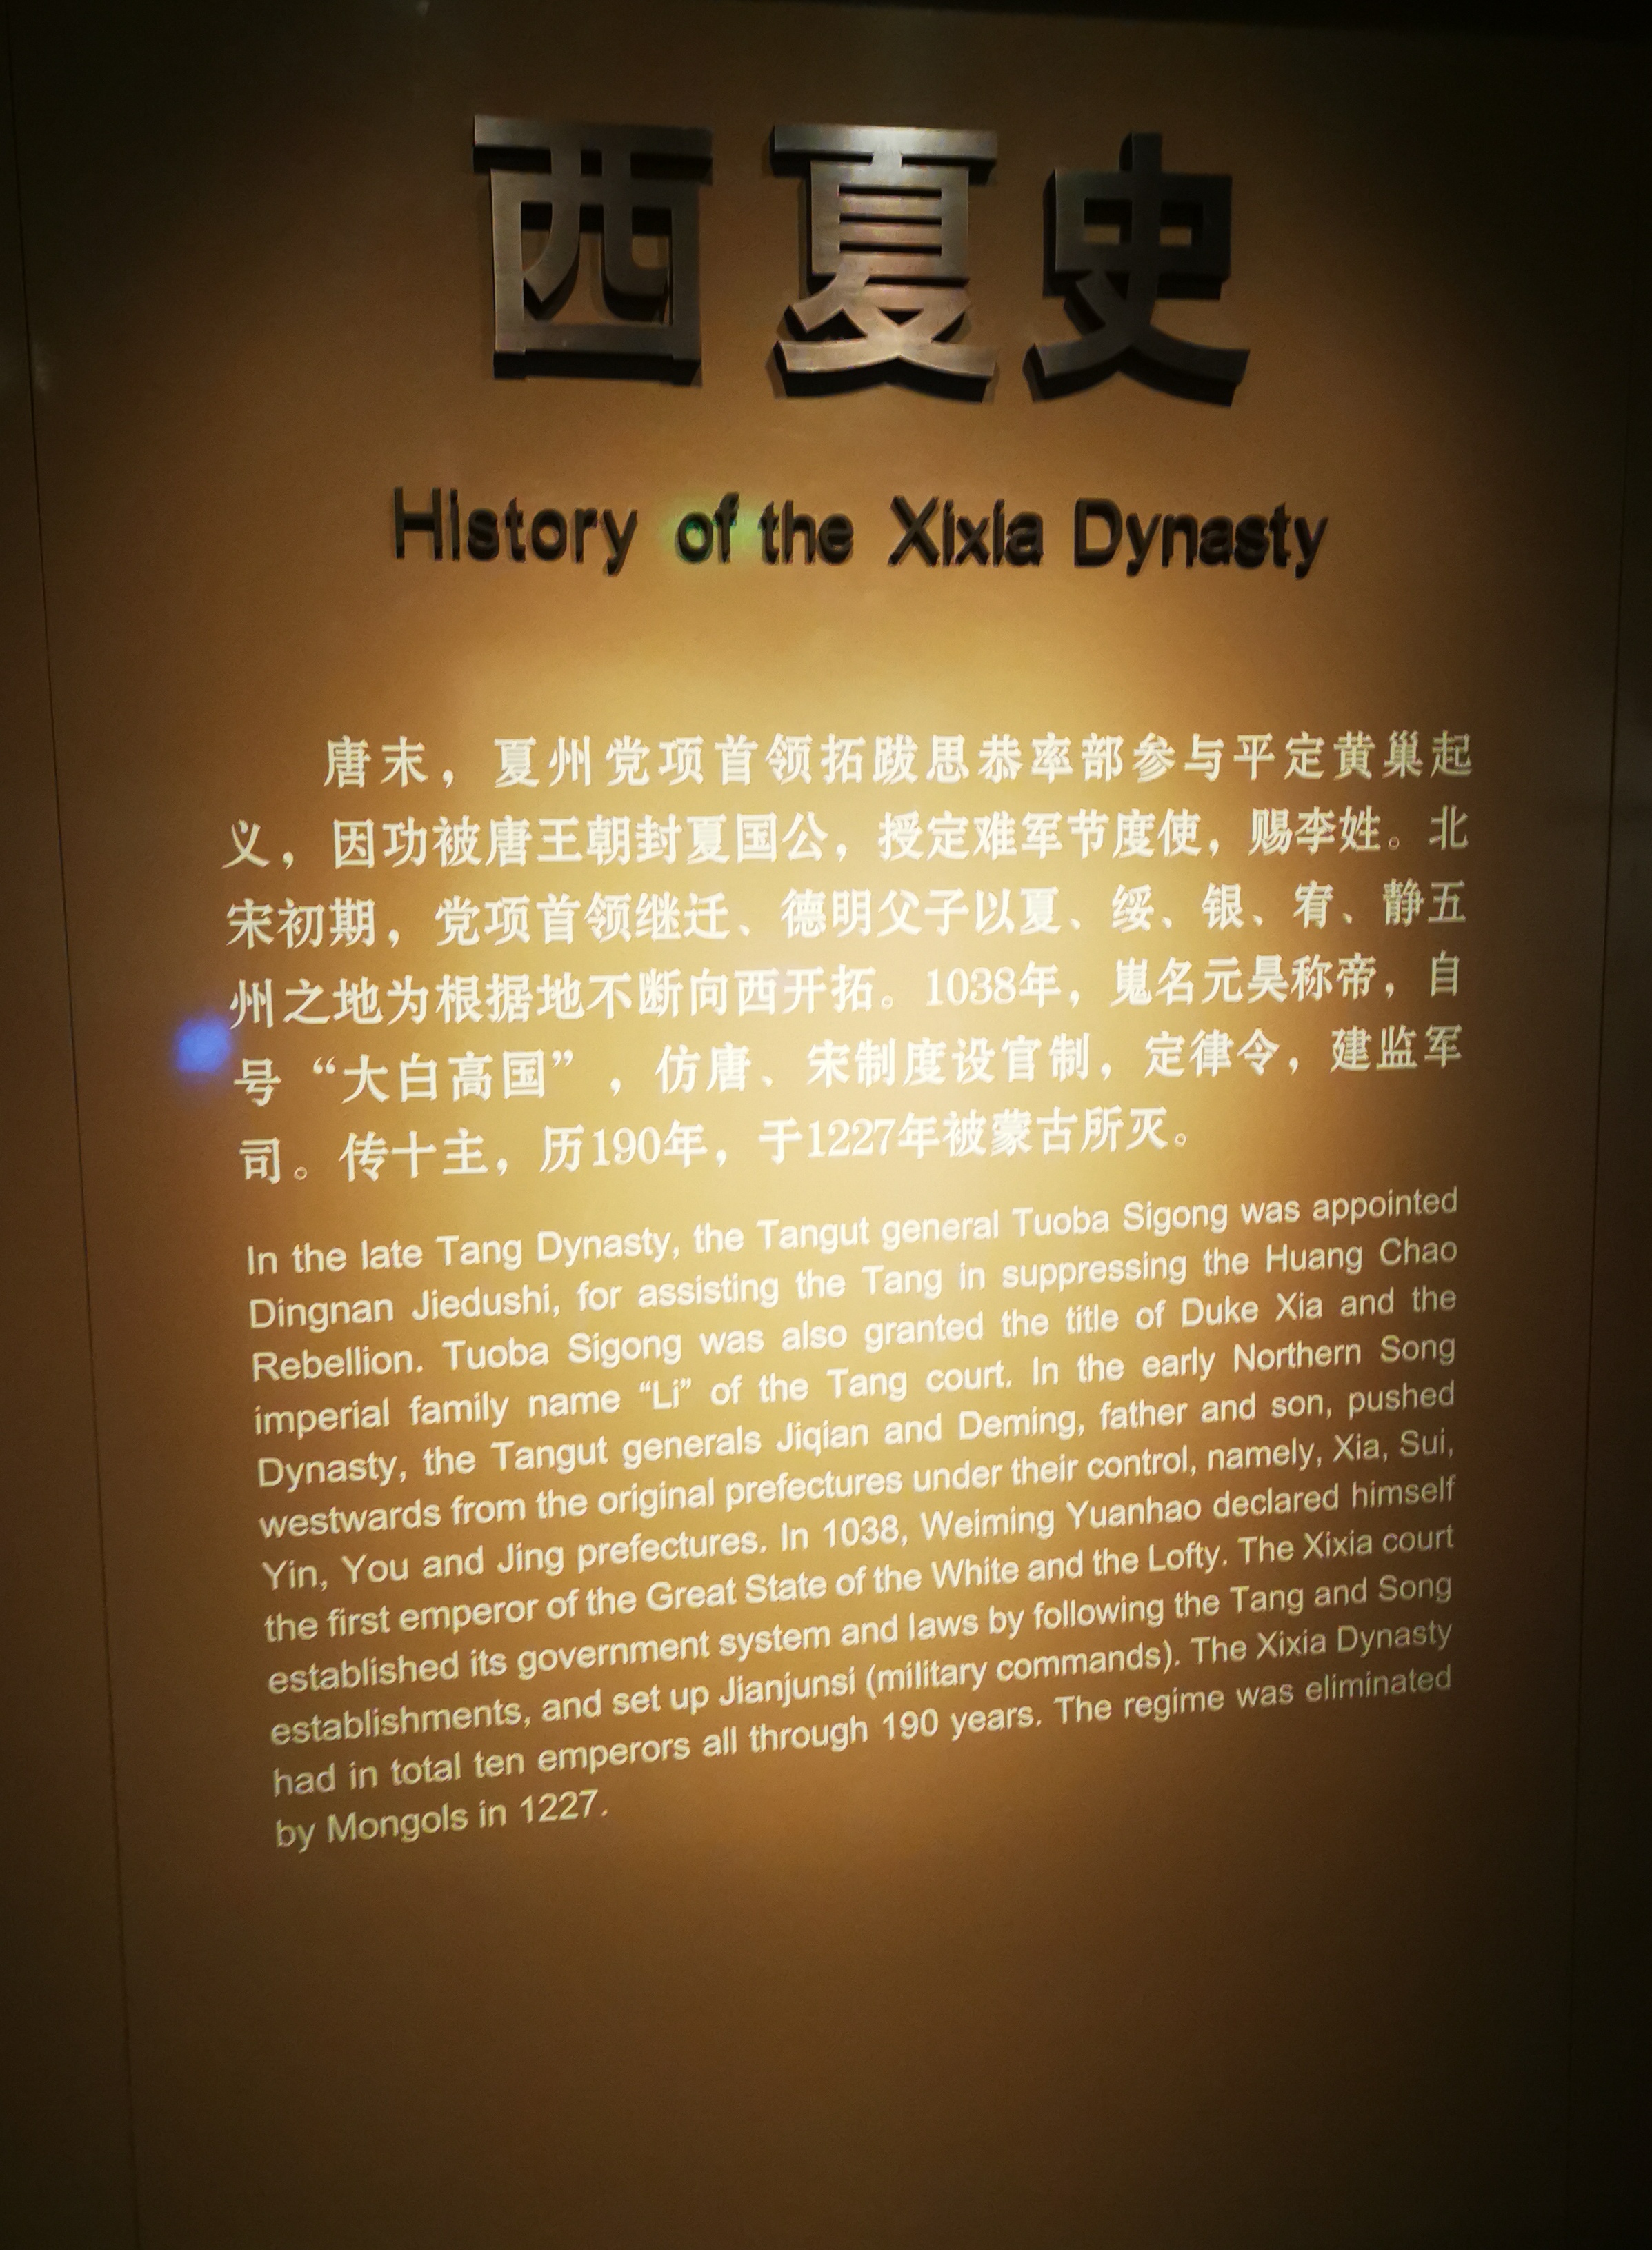 西夏史
History of the Xixia Dynasty
唐末，夏州党项首领拓跋思恭率部参与平定黄巢起
义，因功被唐王朝封夏国公，授定难军节度使，赐李姓。北
宋初期，党项首领继迁、德明父子以夏、绥、银、宥、静五
州之地为根据地不断向西开拓。1038年，嵬名元昊称帝，自
号“大白高国”，仿唐、宋制度设官制，定律令，建监军
司。传十主，历190年，于1227年被蒙古所灭。
In the late Tang Dynasty, the Tangut general Tuoba Sigong was appointed
Dingnan Jiedushi, for assisting the Tang in suppressing the Huang Chao
Rebellion. Tuoba Sigong was also granted the title of Duke Xia and the
imperial family name “Li” of the Tang court. In the early Northern Song
Dynasty, the Tangut generals Jiqian and Deming, father and son, pushed
westwards from the original prefectures under their control, namely, Xia, Sui,
Yin, You and Jing prefectures. In 1038, Weiming Yuanhao declared himself
the first emperor of the Great State of the White and the Lofty. The Xixia court
established its government system and laws by following the Tang and Song
establishments, and set up Jianjunsi (military commands). The Xixia Dynasty
had in total ten emperors all through 190 years. The regime was eliminated
by Mongols in 1227.